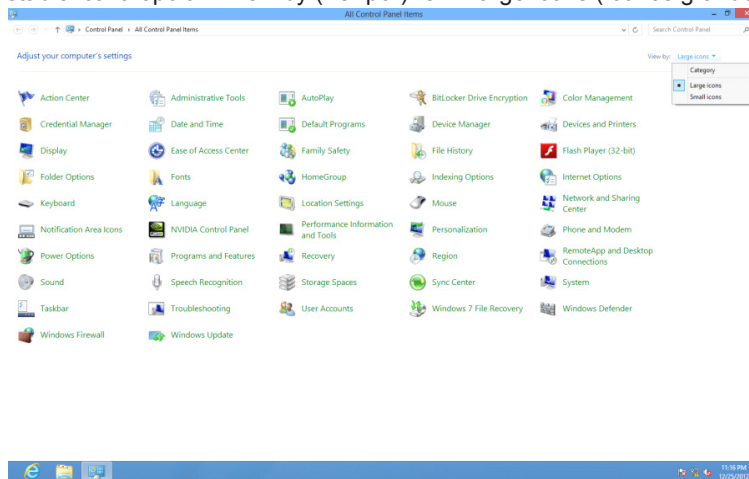 All Control Panel Items
Control Panel
All Control Panel Items
Search Control Panel
Adjust your computer's settings
View by:
Large icons
Category
Large icons
Small icons
Action Center
Administrative Tools
AutoPlay
BitLocker Drive Encryption
Color Management
Credential Manager
Date and Time
Default Programs
Device Manager
Devices and Printers
Display
Ease of Access Center
Family Safety
File History
Flash Player (32-bit)
Folder Options
Fonts
HomeGroup
Indexing Options
Internet Options
Keyboard
Language
Location Settings
Mouse
Network and Sharing
Center
Notification Area Icons
NVIDIA Control Panel
Performance Information
and Tools
Personalization
Phone and Modem
Power Options
Programs and Features
Recovery
Region
RemoteApp and Desktop
Connections
Sound
Speech Recognition
Storage Spaces
Sync Center
System
Taskbar
Troubleshooting
User Accounts
Windows 7 File Recovery
Windows Defender
Windows Firewall
Windows Update
11:16 PM
12/25/2012